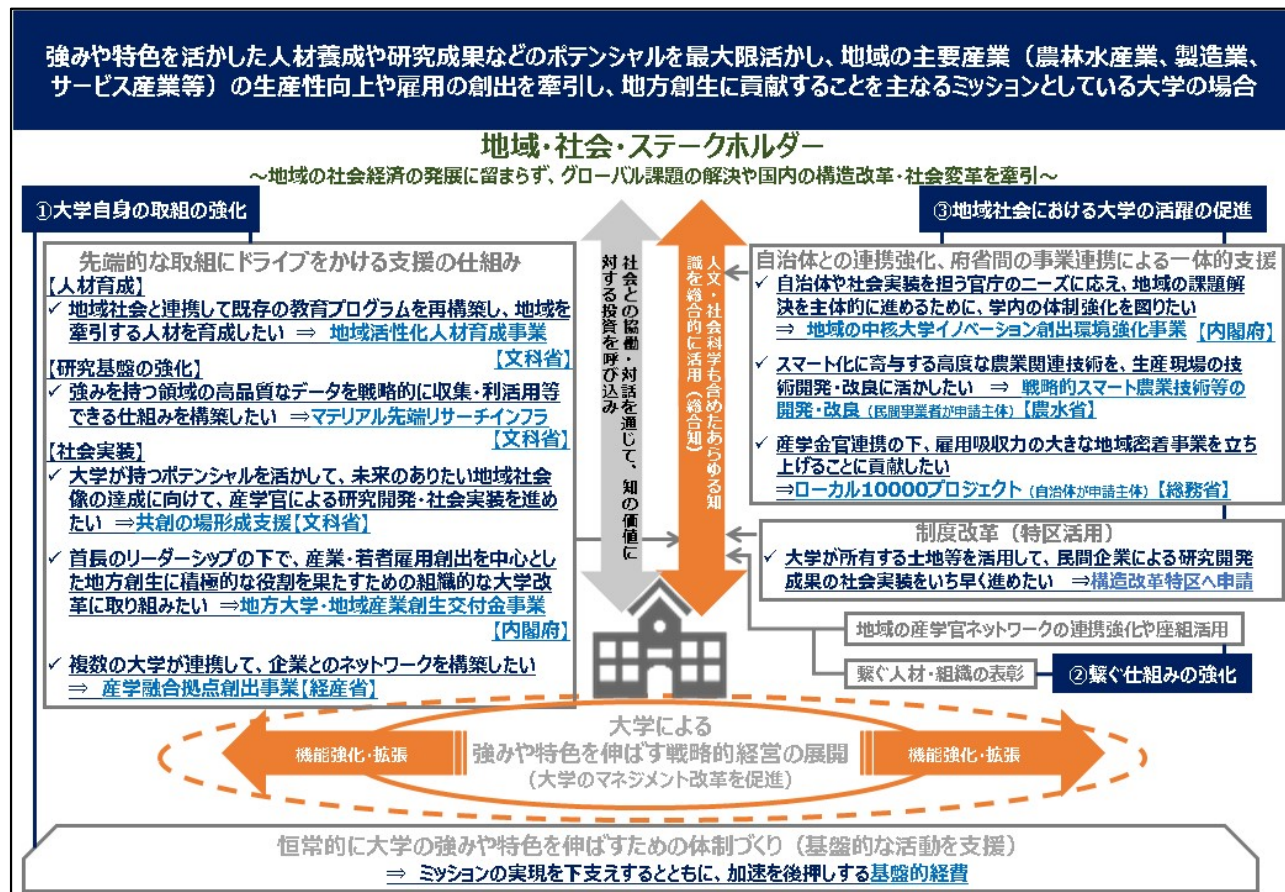 強みや特色を活かした人材養成や研究成果などのポテンシャルを最大限活かし、地域の主要産業（農林水産業、製造業、
サービス産業等）の生産性向上や雇用の創出を牽引し、地方創生に貢献することを主なるミッションとしている大学の場合
地域・社会・ステークホルダー
～地域の社会経済の発展に留まらず、グローバル課題の解決や国内の構造改革・社会変革を牽引～
①大学自身の取組の強化
先端的な取組にドライブをかける支援の仕組み
【人材育成】
✓ 地域社会と連携して既存の教育プログラムを再構築し、地域を
牽引する人材を育成したい ⇒ 地域活性化人材育成事業
【文科省】
【研究基盤の強化】
✓ 強みを持つ領域の高品質なデータを戦略的に収集・利活用等
できる仕組みを構築したい ⇒マテリアル先端リサーチインフラ
【文科省】
【社会実装】
✓ 大学が持つポテンシャルを活かして、未来のありたい地域社会
像の達成に向けて、産学官による研究開発・社会実装を進め
たい ⇒共創の場形成支援【文科省】
✓ 首長のリーダーシップの下で、産業・若者雇用創出を中心とし
た地方創生に積極的な役割を果たすための組織的な大学改
革に取り組みたい ⇒地方大学・地域産業創生交付金事業
【内閣府】
✓ 複数の大学が連携して、企業とのネットワークを構築したい
⇒ 産学融合拠点創出事業【経産省】
社会との協働・対話を通じて、知の価値に
対する投資を呼び込み
人文・社会科学も含めたあらゆる知
識を総合的に活用（総合知）
③地域社会における大学の活躍の促進
自治体との連携強化、府省間の事業連携による一体的支援
✓ 自治体や社会実装を担う官庁のニーズに応え、地域の課題解
決を主体的に進めるために、学内の体制強化を図りたい
⇒ 地域の中核大学イノベーション創出環境強化事業 【内閣府】
✓ スマート化に寄与する高度な農業関連技術を、生産現場の技
術開発・改良に活かしたい ⇒ 戦略的スマート農業技術等の
開発・改良（民間事業者が申請主体）【農水省】
✓ 産学金官連携の下、雇用吸収力の大きな地域密着事業を立ち
上げることに貢献したい
⇒ローカル10000プロジェクト（自治体が申請主体）【総務省】
制度改革（特区活用）
✓ 大学が所有する土地等を活用して、民間企業による研究開発
成果の社会実装をいち早く進めたい ⇒構造改革特区へ申請
地域の産学官ネットワークの連携強化や座組活用
繋ぐ人材・組織の表彰
②繋ぐ仕組みの強化
大学による
強みや特色を伸ばす戦略的経営の展開
（大学のマネジメント改革を促進）
機能強化・拡張
機能強化・拡張
恒常的に大学の強みや特色を伸ばすための体制づくり（基盤的な活動を支援）
⇒ ミッションの実現を下支えするとともに、加速を後押しする基盤的経費